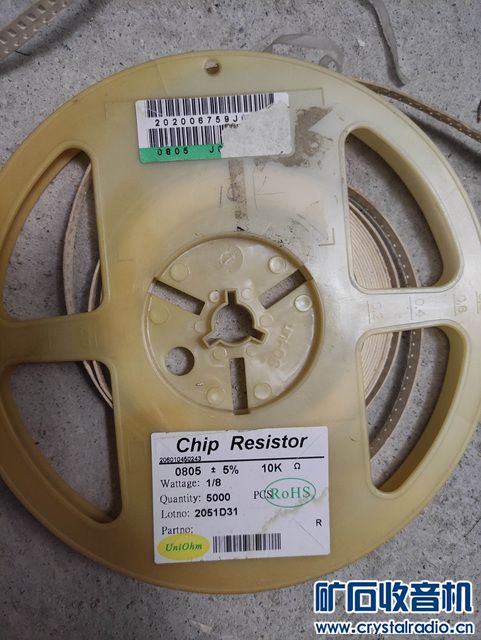 202006759J
0805 J
Chip Resistor
206010450243
0805 ± 5% 10K Ω
Wattage: 1/8
Quantity: 5000 PCS RoHS
Lotno: 2051D31
Partno:
R
UniOhm
矿石收音机
www.crystalradio.cn